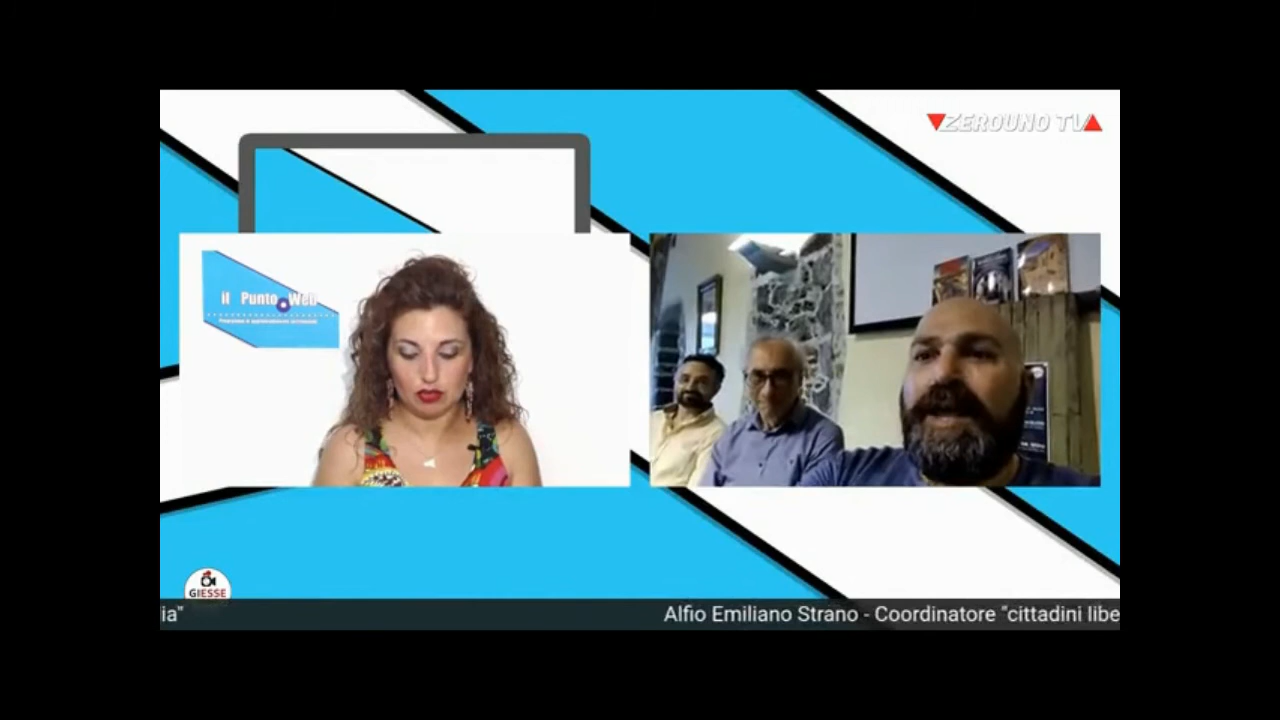 ZEROUNO TV
il Punto Web
GIESSE
ia"
Alfio Emiliano Strano - Coordinatore "cittadini libe